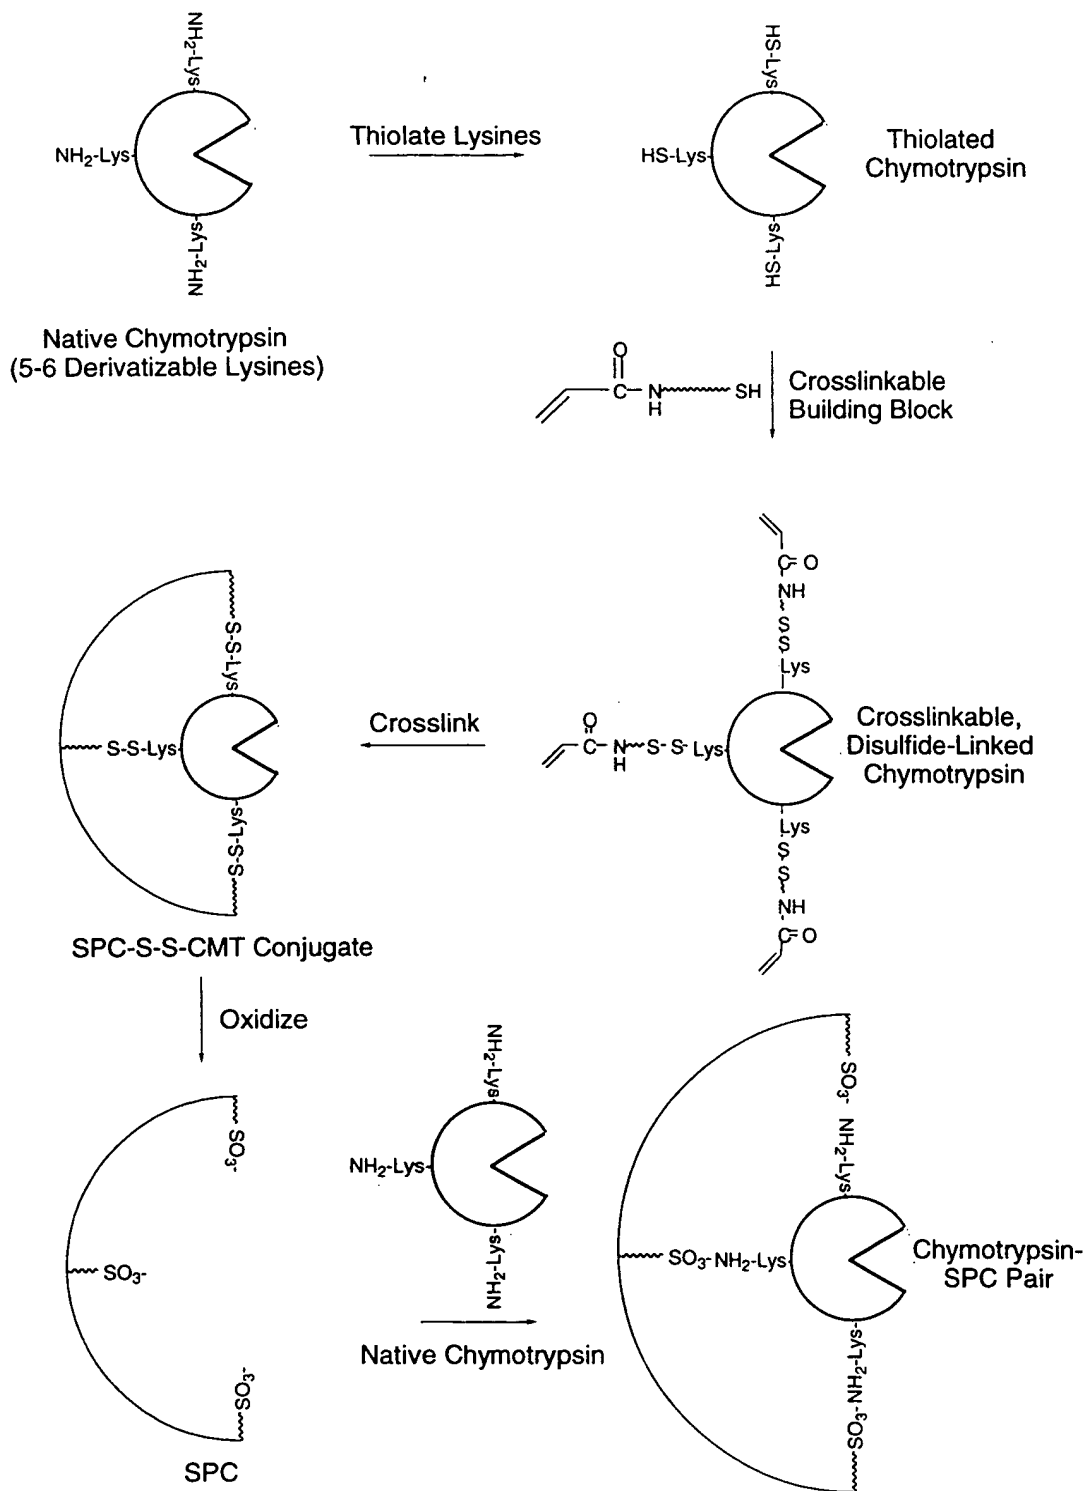 NH2-Lys
NH2-Lys
NH2-Lys
Thiolate Lysines
HS-Lys
HS-Lys
HS-Lys
Thiolated
Chymotrypsin
Native Chymotrypsin
(5-6 Derivatizable Lysines)
O
C
N
H
SH
Crosslinkable
Building Block
C=O
NH
S
S
Lys
O
C
N
H
S-S-Lys
Lys
S
S
NH
C=O
Crosslinkable,
Disulfide-Linked
Chymotrypsin
Crosslink
S-S-Lys
S-S-Lys
S-S-Lys
SPC-S-S-CMT Conjugate
Oxidize
SO3-
SO3-
SO3-
SPC
NH2-Lys
NH2-Lys
NH2-Lys
Native Chymotrypsin
SO3- NH2-Lys
SO3-NH2-Lys
SO3-NH2-Lys
Chymotrypsin-
SPC Pair